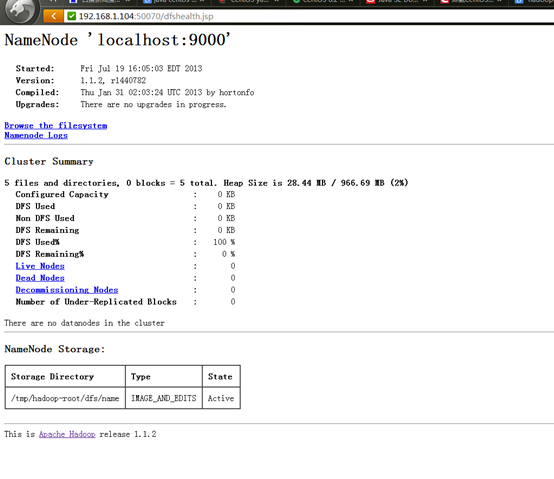 192.168.1.104:50070/dfshealth.jsp
NameNode 'localhost:9000'
Started: Fri Jul 19 16:05:03 EDT 2013
Version: 1.1.2, r1440782
Compiled: Thu Jan 31 02:03:24 UTC 2013 by hortonfo
Upgrades: There are no upgrades in progress.
Browse the filesystem
Namenode Logs
Cluster Summary
5 files and directories, 0 blocks = 5 total. Heap Size is 28.44 MB / 966.69 MB (2%)
Configured Capacity : 0 KB
DFS Used : 0 KB
Non DFS Used : 0 KB
DFS Remaining : 0 KB
DFS Used% : 100 %
DFS Remaining% : 0 %
Live Nodes : 0
Dead Nodes : 0
Decommissioning Nodes : 0
Number of Under-Replicated Blocks : 0
There are no datanodes in the cluster
NameNode Storage:
Storage Directory Type State
/tmp/hadoop-root/dfs/name IMAGE_AND_EDITS Active
This is Apache Hadoop release 1.1.2